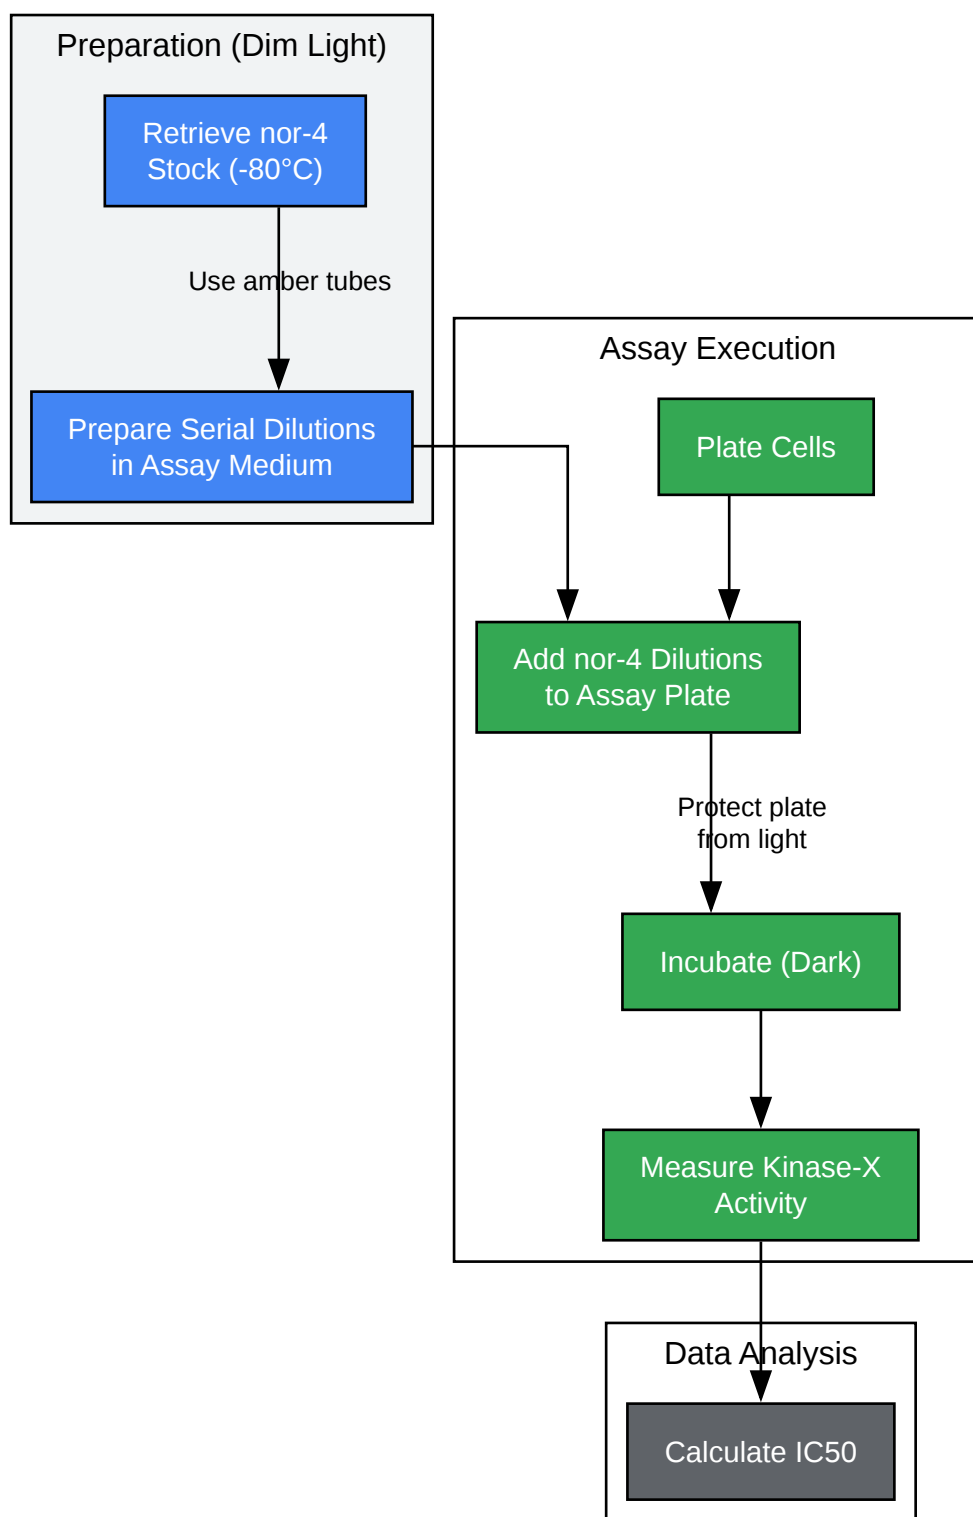 Preparation (Dim Light)
Retrieve nor-4
Stock (-80°C)
Use amber tubes
Prepare Serial Dilutions
in Assay Medium
Assay Execution
Plate Cells
Add nor-4 Dilutions
to Assay Plate
Protect plate
from light
Incubate (Dark)
Measure Kinase-X
Activity
Data Analysis
Calculate IC50